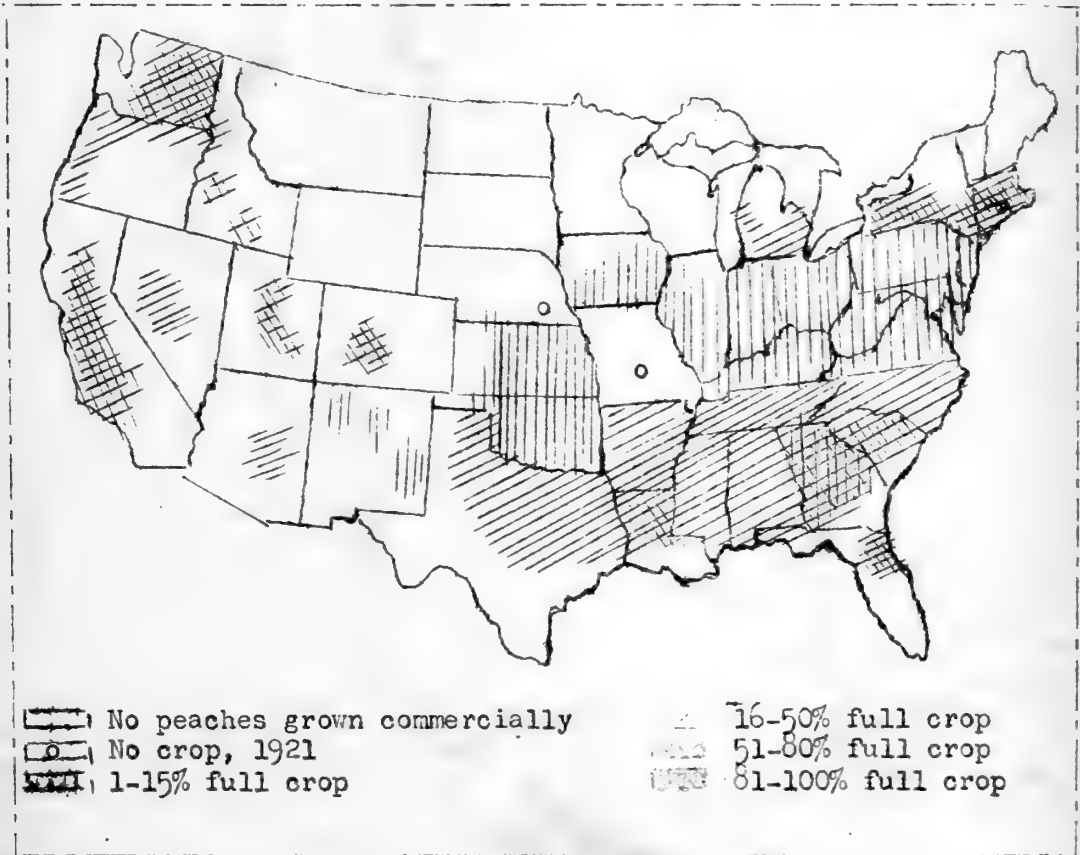 No peaches grown commercially
No crop, 1921
1-15% full crop
16-50% full crop
51-80% full crop
81-100% full crop